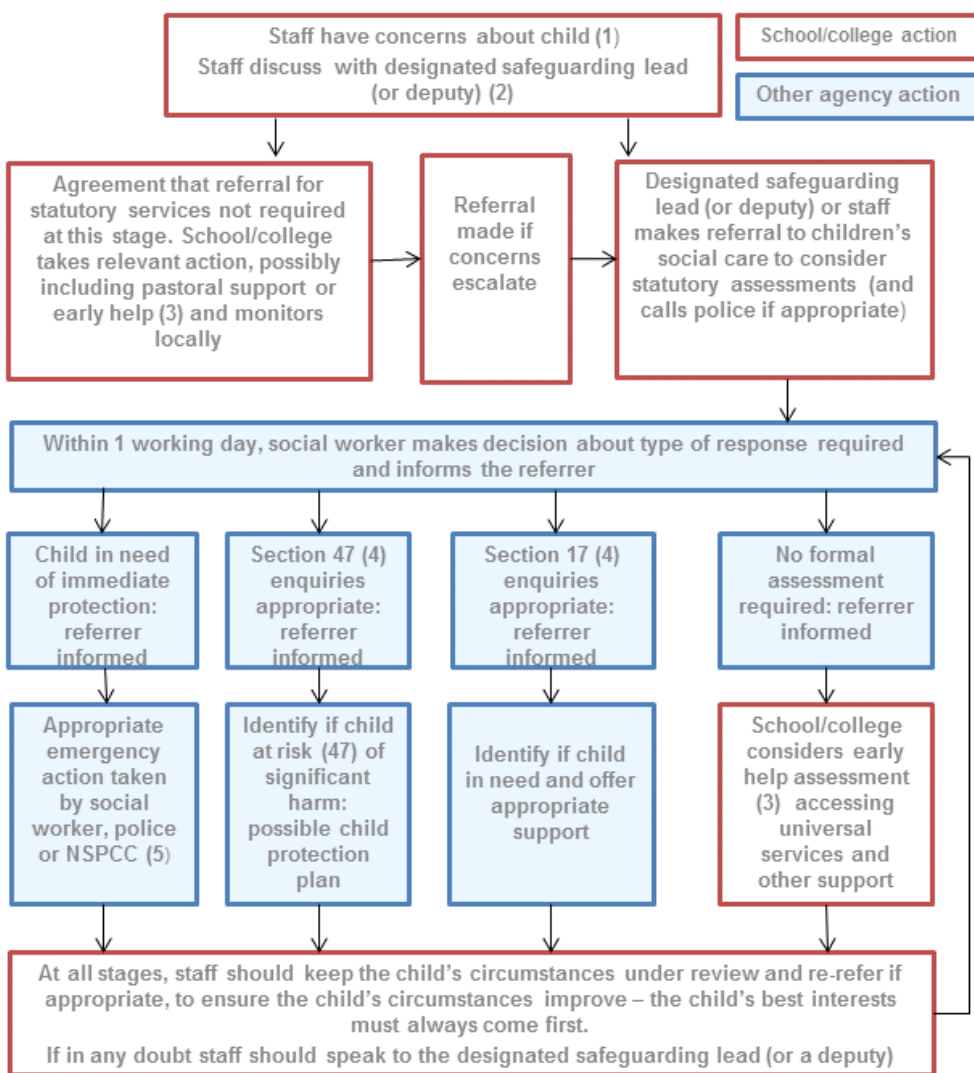 Staff have concerns about child (1)
Staff discuss with designated safeguarding lead
(or deputy) (2)
School/college action
Other agency action
Agreement that referral for
statutory services not required
at this stage. School/college
takes relevant action, possibly
including pastoral support or
early help (3) and monitors
locally
Referral
made if
concerns
escalate
Designated safeguarding
lead (or deputy) or staff
makes referral to children's
social care to consider
statutory assessments (and
calls police if appropriate)
Within 1 working day, social worker makes decision about type of response required
and informs the referrer
Child in need
of immediate
protection:
referrer
informed
Section 47 (4)
enquiries
appropriate:
referrer
informed
Section 17 (4)
enquiries
appropriate:
referrer
informed
No formal
assessment
required: referrer
informed
Appropriate
emergency
action taken
by social
worker, police
or NSPCC (5)
Identify if child
at risk (47) of
significant
harm:
possible child
protection
plan
Identify if child
in need and offer
appropriate
support
School/college
considers early
help assessment
(3) accessing
universal
services and
other support
At all stages, staff should keep the child's circumstances under review and re-refer if
appropriate, to ensure the child's circumstances improve – the child's best interests
must always come first.
If in any doubt staff should speak to the designated safeguarding lead (or a deputy)